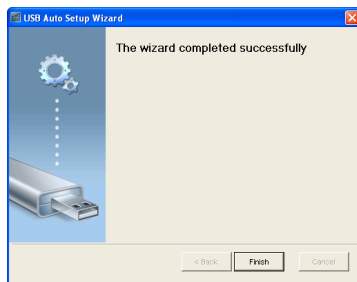 USB Auto Setup Wizard
The wizard completed successfully
< Back
Finish
Cancel